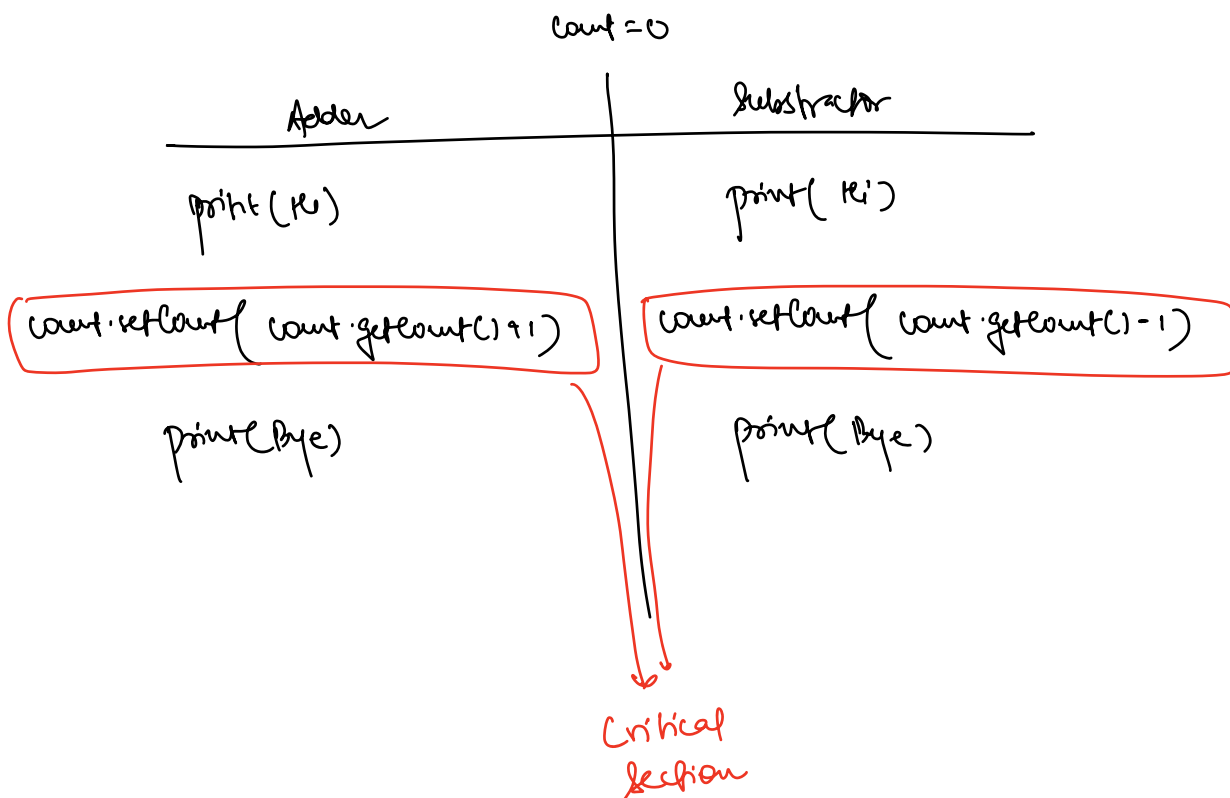 count = 0
Adder
Substractor
print(Hi)
print( Hi)
count.setCount( count.getCount()+1)
count.setCount( count.getCount()-1)
print(Bye)
print(Bye)
Critical
Section